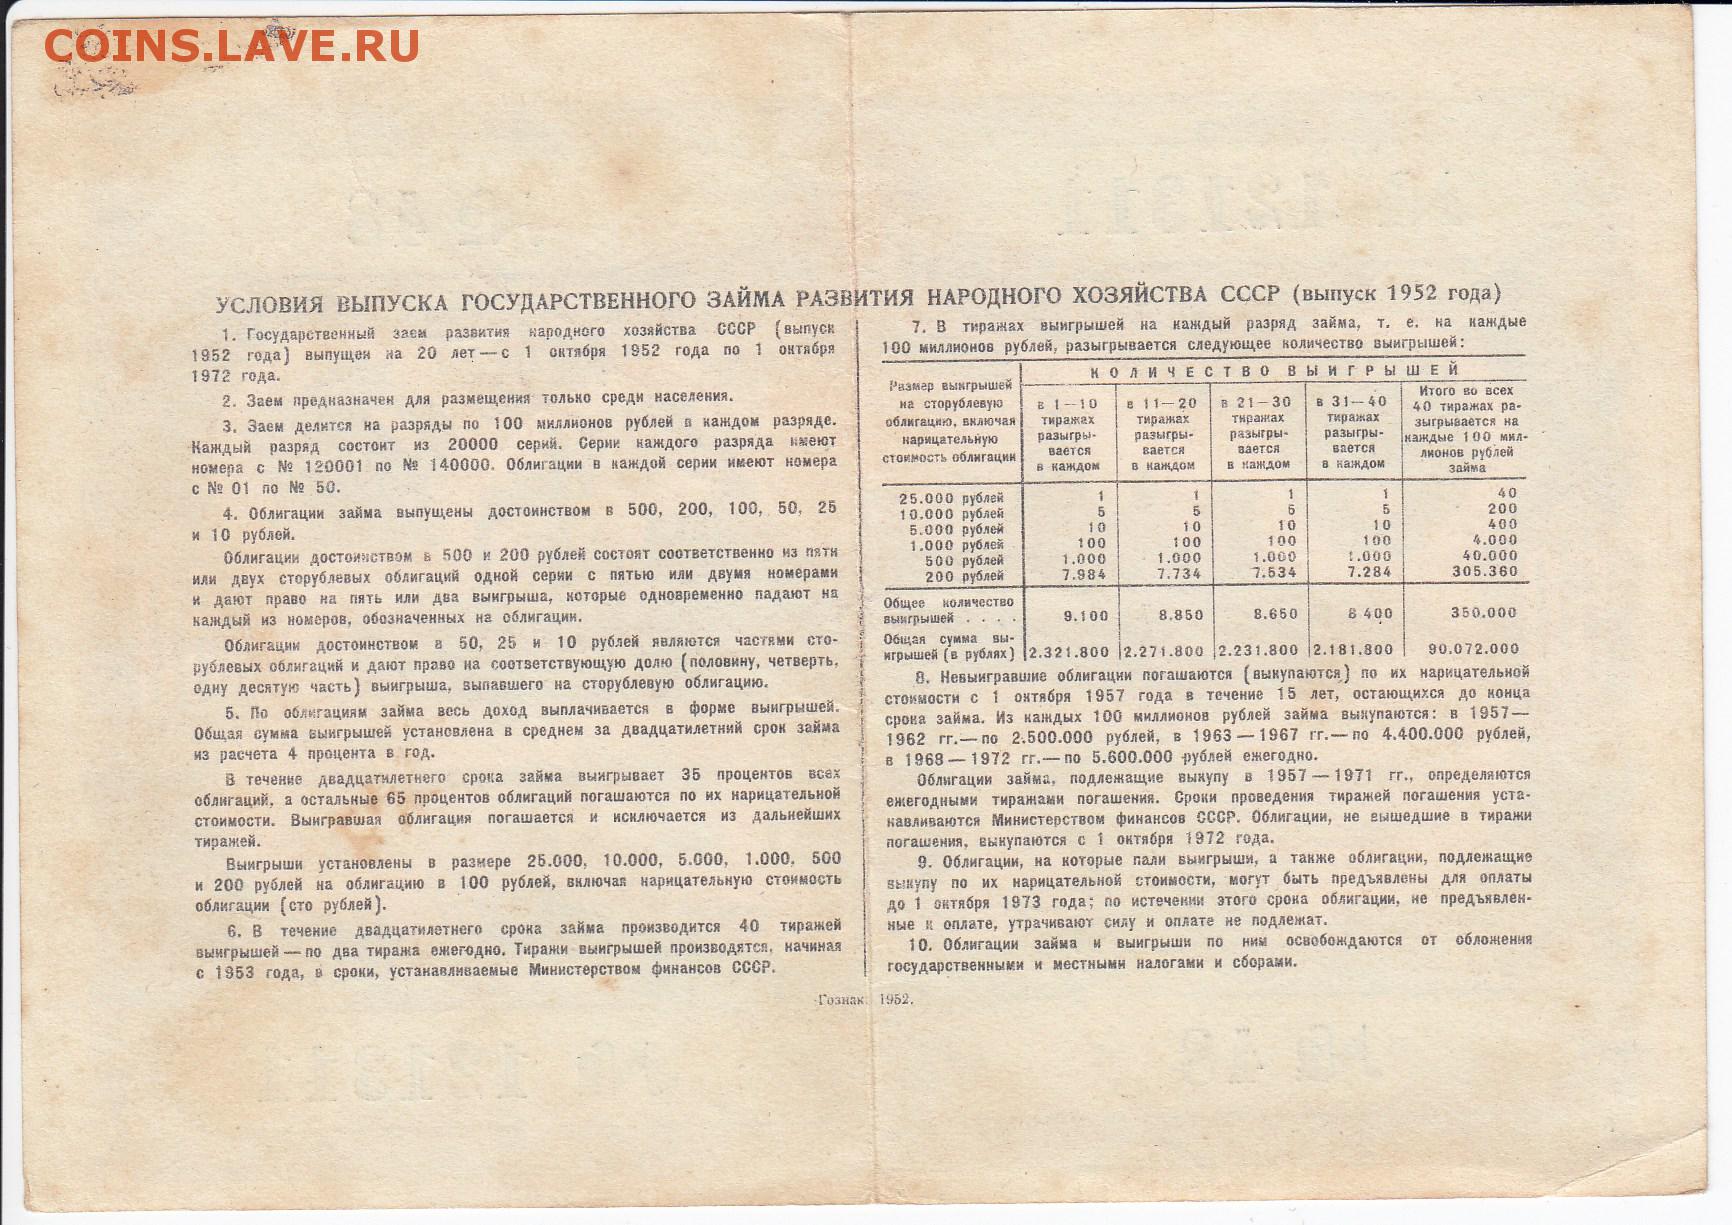 COINS.LAVE.RU
УСЛОВИЯ ВЫПУСКА ГОСУДАРСТВЕННОГО ЗАЙМА РАЗВИТИЯ НАРОДНОГО ХОЗЯЙСТВА СССР (выпуск 1952 года)
1. Государственный заем развития народного хозяйства СССР (выпуск
1952 года) выпущен на 20 лет—с 1 октября 1952 года по 1 октября
1972 года.
2. Заем предназначен для размещения только среди населения.
3. Заем делится на разряды по 100 миллионов рублей в каждом разряде.
Каждый разряд состоит из 20000 серий. Серии каждого разряда имеют
номера с № 120001 по № 140000. Облигации в каждой серии имеют номера
с № 01 по № 50.
4. Облигации займа выпущены достоинством в 500, 200, 100, 50, 25
и 10 рублей.
Облигации достоинством в 500 и 200 рублей состоят соответственно из пяти
или двух сторублевых облигаций одной серии с пятью или двумя номерами
и дают право на пять или два выигрыша, которые одновременно падают на
каждый из номеров, обозначенных на облигации.
Облигации достоинством в 50, 25 и 10 рублей являются частями сто-
рублевых облигаций и дают право на соответствующую долю (половину, четверть,
одну десятую часть) выигрыша, выпавшего на сторублевую облигацию.
5. По облигациям займа весь доход выплачивается в форме выигрышей.
Общая сумма выигрышей установлена в среднем за двадцатилетний срок займа
из расчета 4 процента в год.
В течение двадцатилетнего срока займа выигрывает 35 процентов всех
облигаций, а остальные 65 процентов облигаций погашаются по их нарицательной
стоимости. Выигравшая облигация погашается и исключается из дальнейших
тиражей.
Выигрыши установлены в размере 25.000, 10.000, 5.000, 1.000, 500
и 200 рублей на облигацию в 100 рублей, включая нарицательную стоимость
облигации (сто рублей).
6. В течение двадцатилетнего срока займа производится 40 тиражей
выигрышей—по два тиража ежегодно. Тиражи выигрышей производятся, начиная
с 1953 года, в сроки, устанавливаемые Министерством финансов СССР.
7. В тиражах выигрышей на каждый разряд займа, т. е. на каждые
100 миллионов рублей, разыгрывается следующее количество выигрышей:
Размер выигрышей
на сторублевую
облигацию, включая
нарицательную
стоимость облигации
КОЛИЧЕСТВО ВЫИГРЫШЕЙ
в 1—10
тиражах
разыгры-
вается
в каждом
в 11—20
тиражах
разыгры-
вается
в каждом
в 21—30
тиражах
разыгры-
вается
в каждом
в 31—40
тиражах
разыгры-
вается
в каждом
Итого во всех
40 тиражах ра-
зыгрывается на
каждые 100 мил-
лионов рублей
займа
25.000 рублей 1 1 1 1 40
10.000 рублей 5 5 5 5 200
5.000 рублей 10 10 10 10 400
1.000 рублей 100 100 100 100 4.000
500 рублей 1.000 1.000 1.000 1.000 40.000
200 рублей 7.984 7.734 7.534 7.284 305.360
Общее количество
выигрышей . . . . 9.100 8.850 8.650 8 400 350.000
Общая сумма вы-
игрышей (в рублях) 2.321.800 2.271.800 2.231.800 2.181.800 90.072.000
8. Невыигравшие облигации погашаются (выкупаются) по их нарицательной
стоимости с 1 октября 1957 года в течение 15 лет, остающихся до конца
срока займа. Из каждых 100 миллионов рублей займа выкупаются: в 1957—
1962 гг.—по 2.500.000 рублей, в 1963—1967 гг.—по 4.400.000 рублей,
в 1968—1972 гг.—по 5.600.000 рублей ежегодно.
Облигации займа, подлежащие выкупу в 1957—1971 гг., определяются
ежегодными тиражами погашения. Сроки проведения тиражей погашения уста-
навливаются Министерством финансов СССР. Облигации, не вышедшие в тиражи
погашения, выкупаются с 1 октября 1972 года.
9. Облигации, на которые пали выигрыши, а также облигации, подлежащие
выкупу по их нарицательной стоимости, могут быть предъявлены для оплаты
до 1 октября 1973 года; по истечении этого срока облигации, не предъявлен-
ные к оплате, утрачивают силу и оплате не подлежат.
10. Облигации займа и выигрыши по ним освобождаются от обложения
государственными и местными налогами и сборами.
Гознак. 1952.